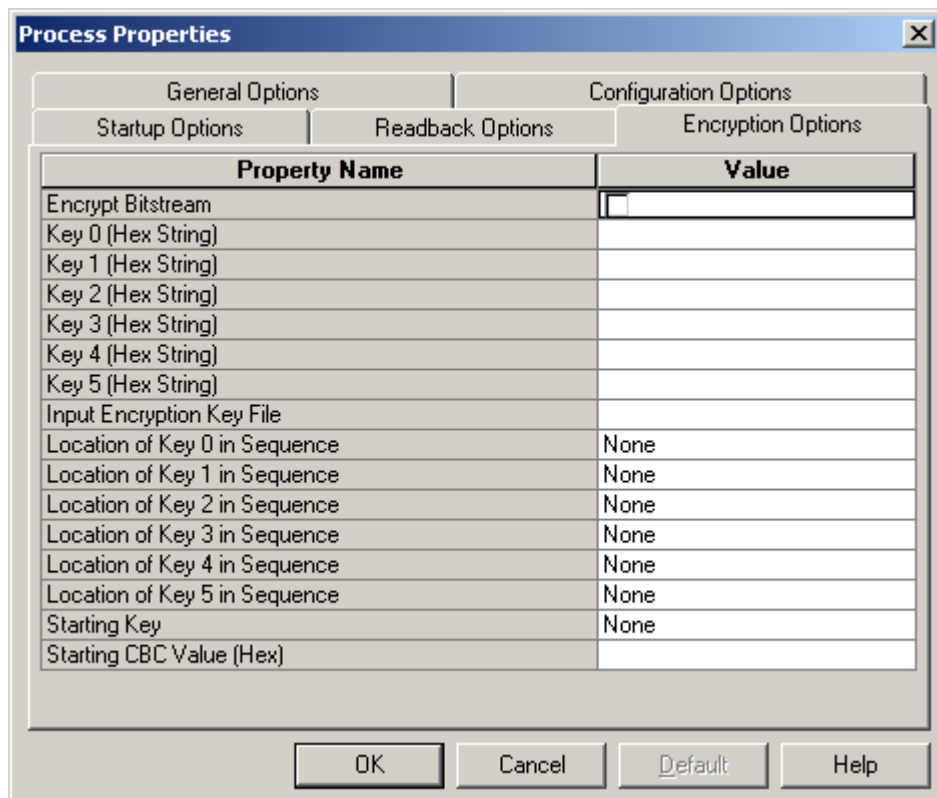 Process Properties
General Options Configuration Options
Startup Options Readback Options Encryption Options
Property Name Value
Encrypt Bitstream
Key 0 (Hex String)
Key 1 (Hex String)
Key 2 (Hex String)
Key 3 (Hex String)
Key 4 (Hex String)
Key 5 (Hex String)
Input Encryption Key File
Location of Key 0 in Sequence None
Location of Key 1 in Sequence None
Location of Key 2 in Sequence None
Location of Key 3 in Sequence None
Location of Key 4 in Sequence None
Location of Key 5 in Sequence None
Starting Key None
Starting CBC Value (Hex)
OK Cancel Default Help